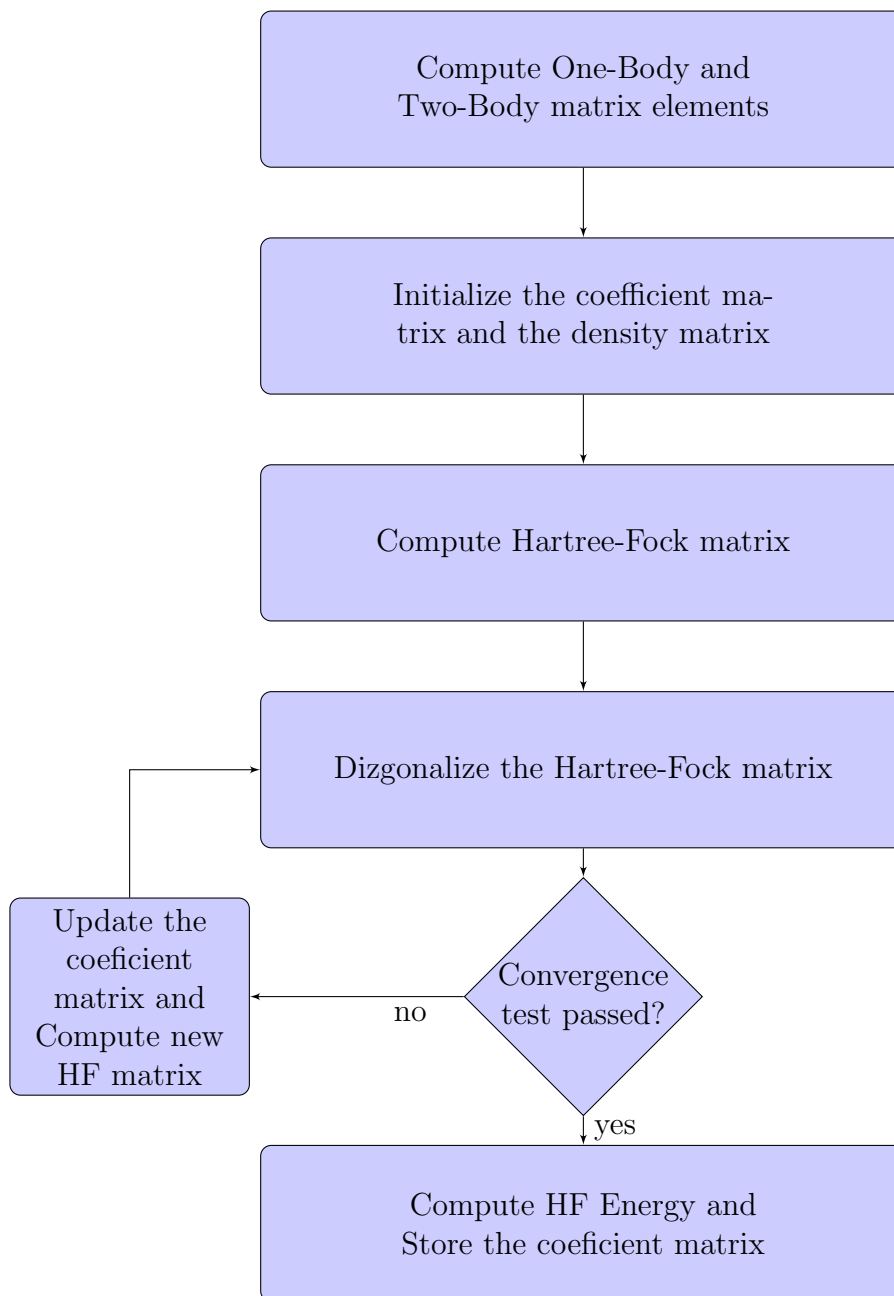 Compute One-Body and
Two-Body matrix elements
Initialize the coefficient ma-
trix and the density matrix
Compute Hartree-Fock matrix
Dizgonalize the Hartree-Fock matrix
Update the
coeficient
matrix and
Compute new
HF matrix
Convergence
test passed?
no
yes
Compute HF Energy and
Store the coeficient matrix